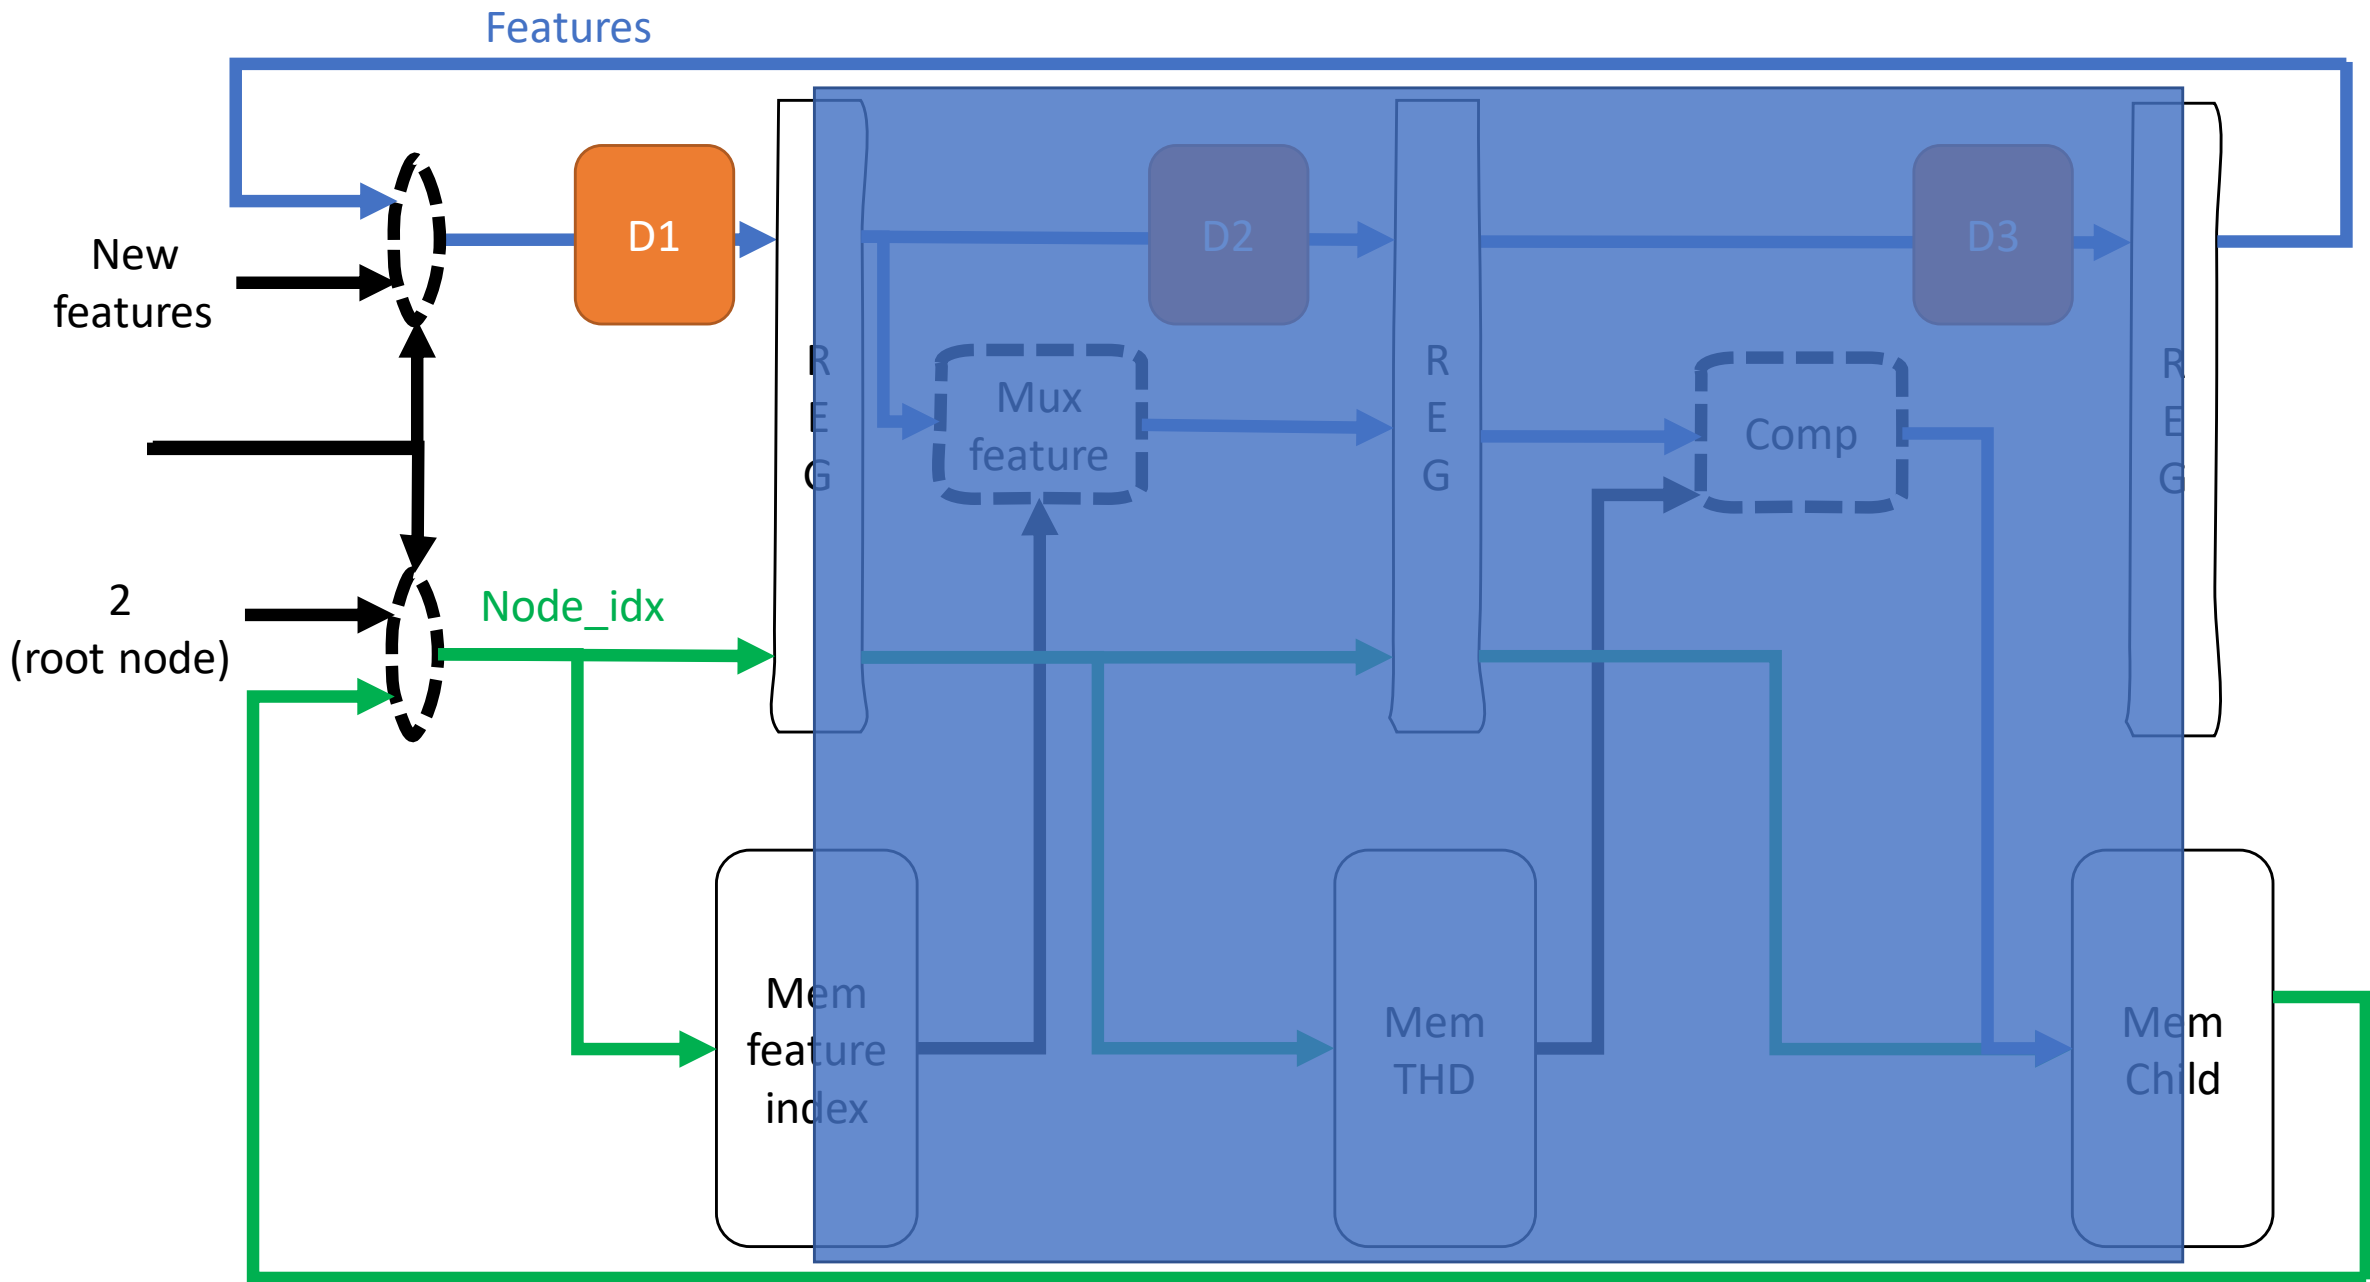 Features
New
features
D1
D2
D3
R
E
G
Mux
feature
R
E
G
Comp
R
E
G
2
(root node)
Node_idx
Mem
feature
index
Mem
THD
Mem
Child